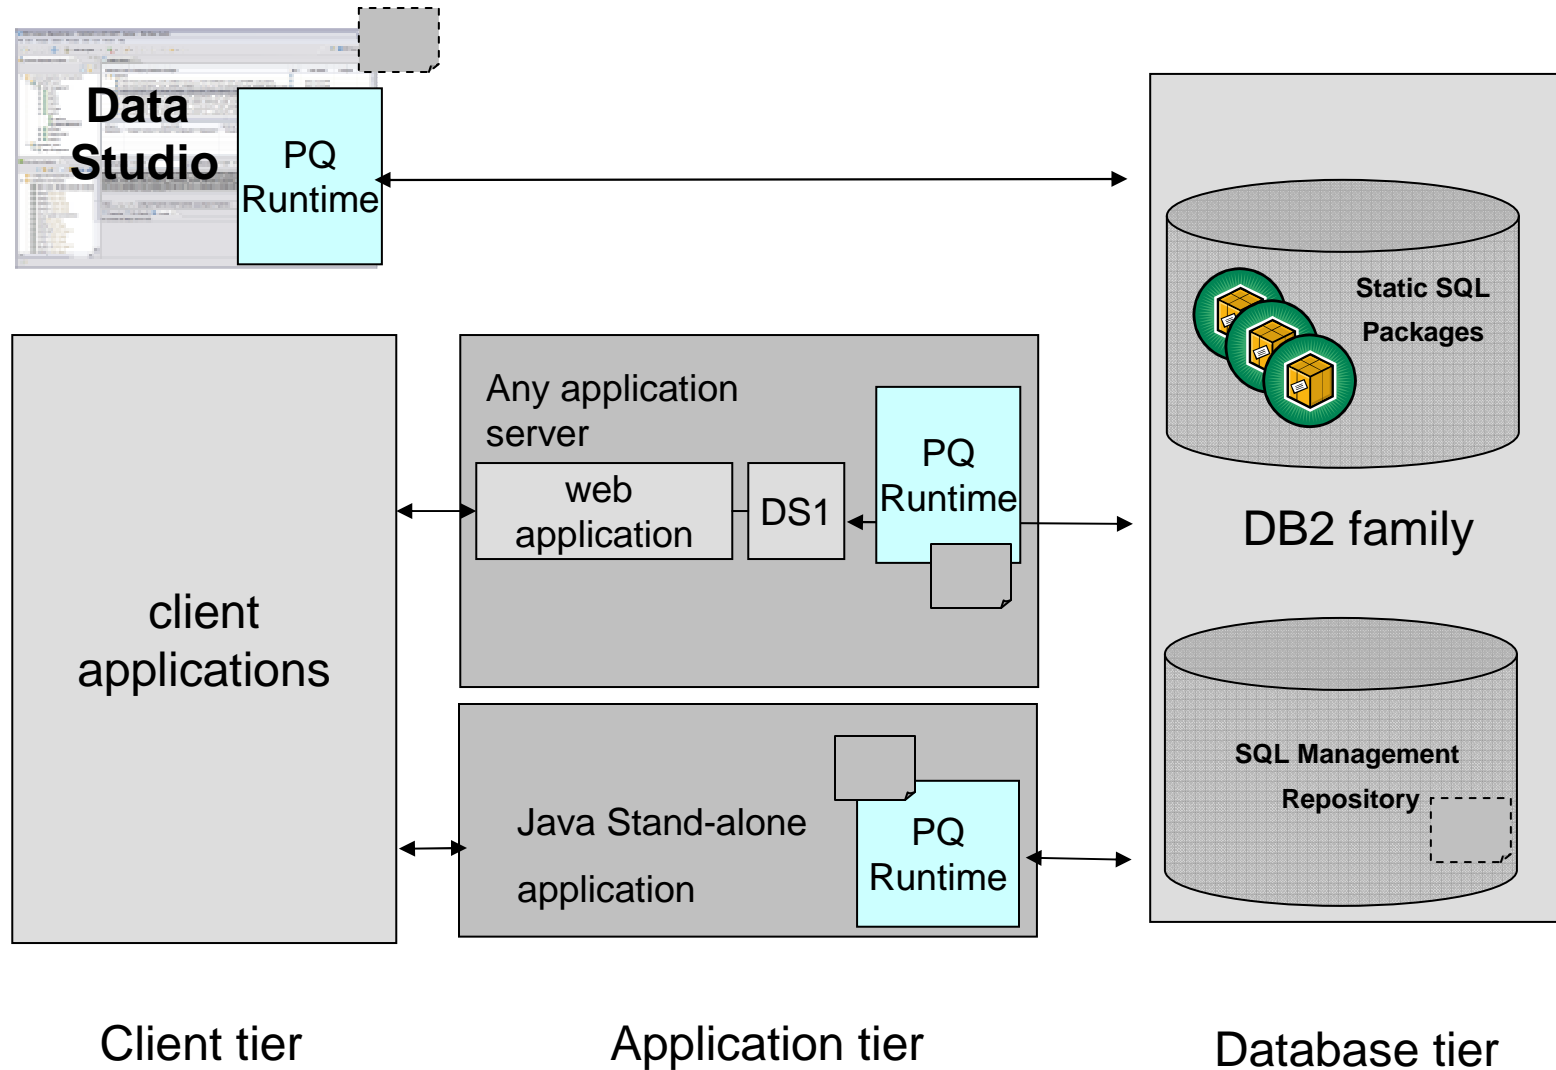 Data
Studio
PQ
Runtime
Static SQL
Packages
Any application
server
web
application
DS1
PQ
Runtime
DB2 family
client
applications
SQL Management
Repository
Java Stand-alone
application
PQ
Runtime
Client tier
Application tier
Database tier